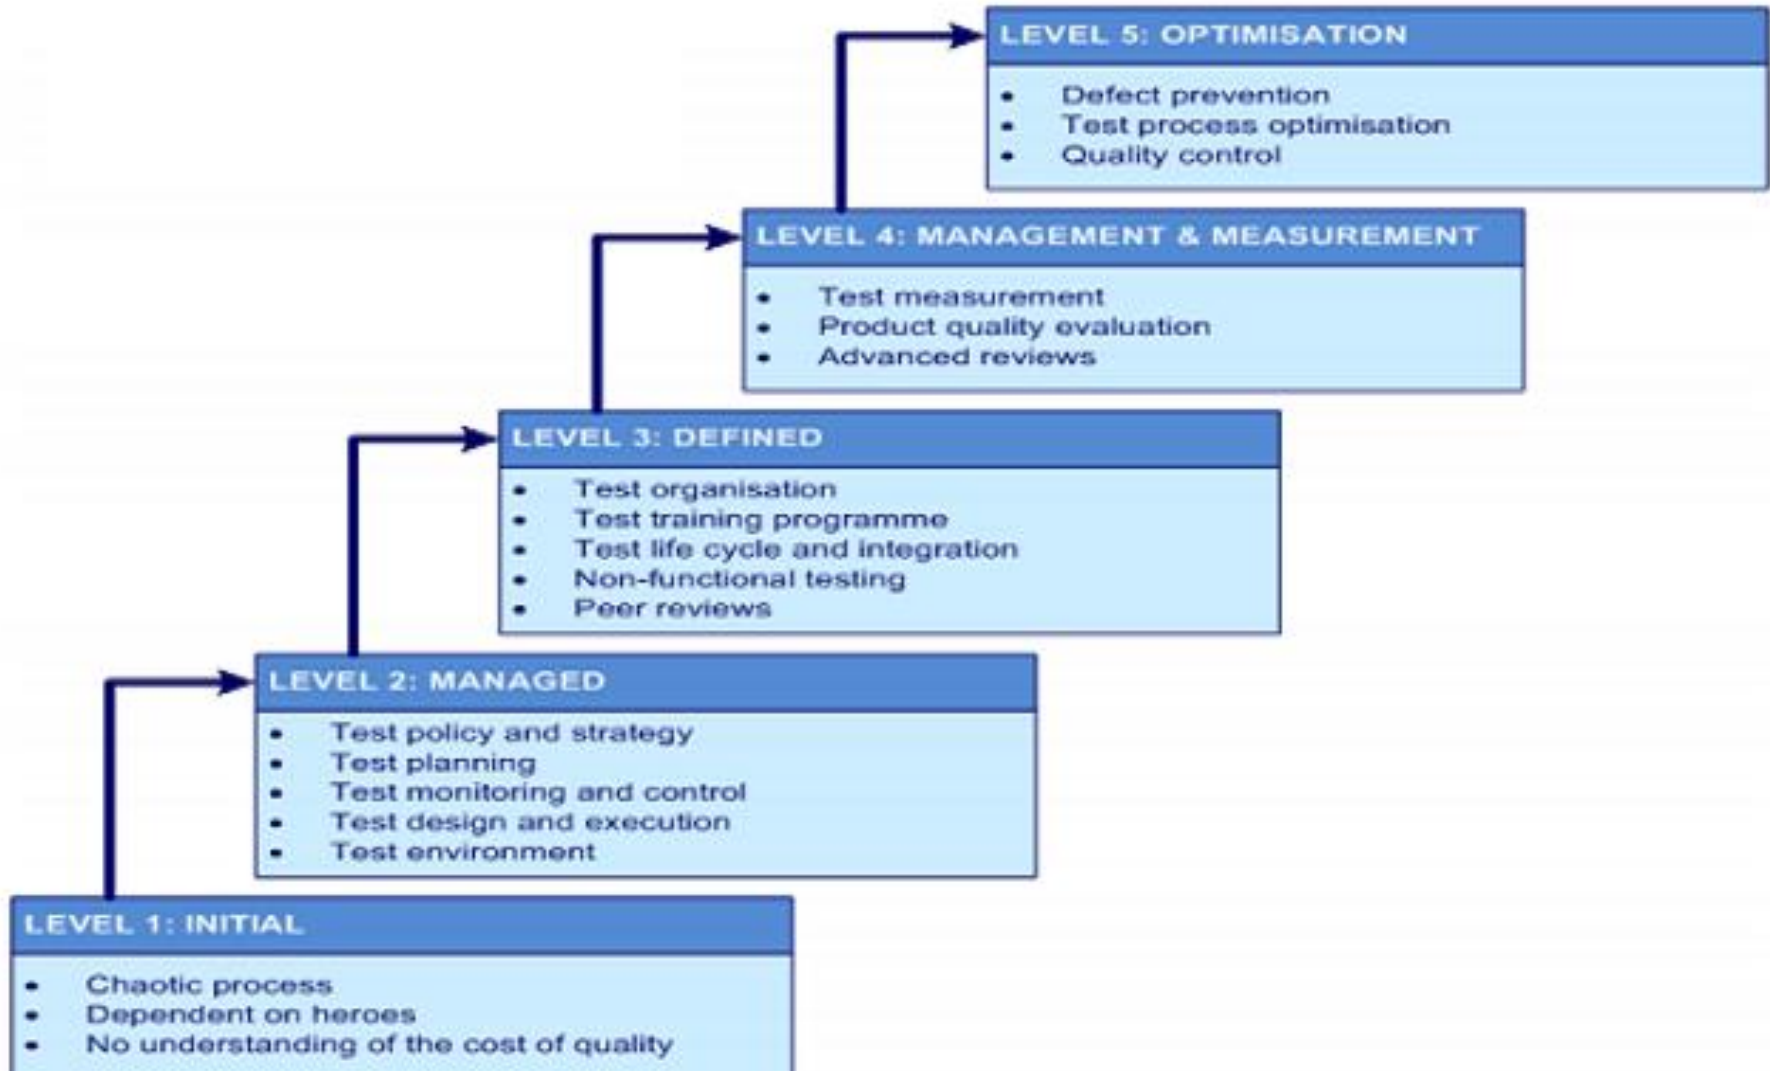 LEVEL 5: OPTIMISATION
• Defect prevention
• Test process optimisation
• Quality control
LEVEL 4: MANAGEMENT & MEASUREMENT
• Test measurement
• Product quality evaluation
• Advanced reviews
LEVEL 3: DEFINED
• Test organisation
• Test training programme
• Test life cycle and integration
• Non-functional testing
• Peer reviews
LEVEL 2: MANAGED
• Test policy and strategy
• Test planning
• Test monitoring and control
• Test design and execution
• Test environment
LEVEL 1: INITIAL
• Chaotic process
• Dependent on heroes
• No understanding of the cost of quality